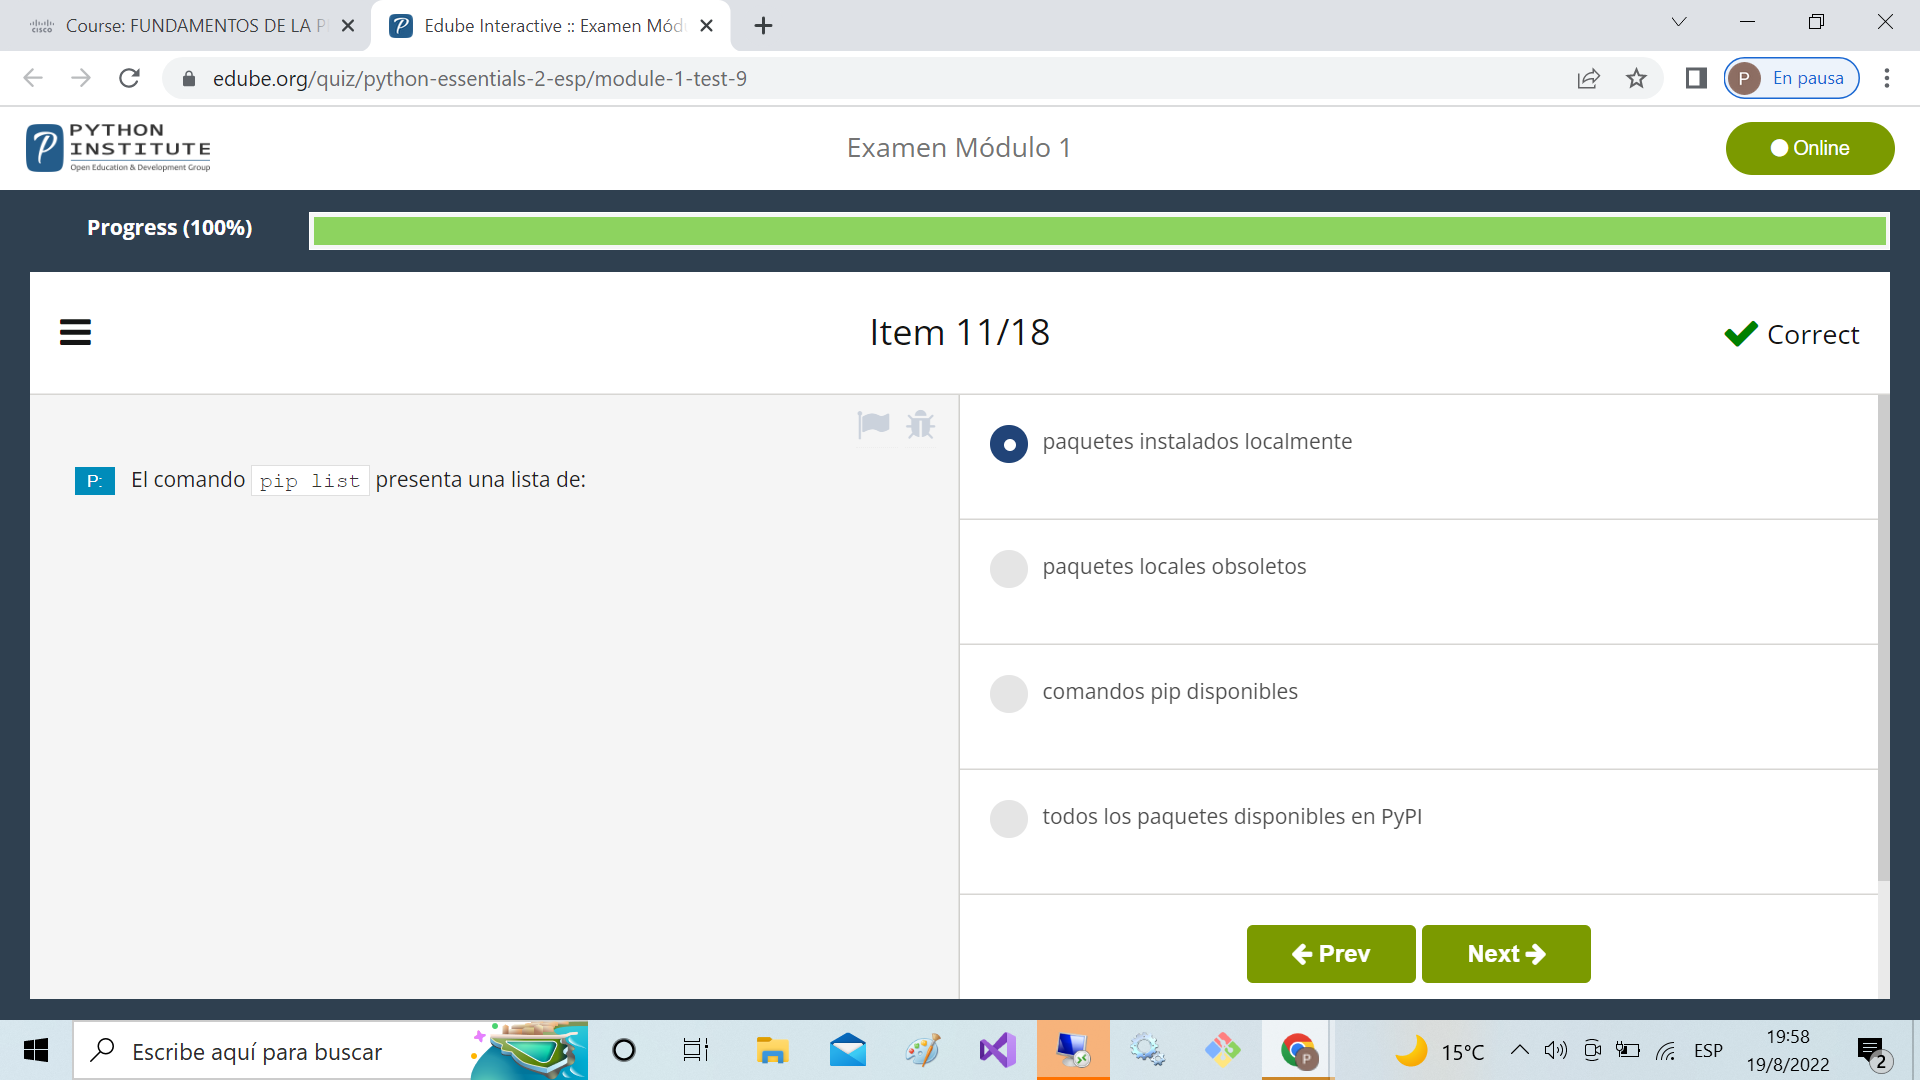 Course: FUNDAMENTOS DE LA P
Edube Interactive :: Examen Mód
edube.org/quiz/python-essentials-2-esp/module-1-test-9
P
En pausa
PYTHON
INSTITUTE
Open Education & Development Group
Examen Módulo 1
Online
Progress (100%)
Item 11/18
Correct
P:
El comando pip list presenta una lista de:
paquetes instalados localmente
paquetes locales obsoletos
comandos pip disponibles
todos los paquetes disponibles en PyPI
Prev
Next
Escribe aquí para buscar
P
15°C
ESP
19:58
19/8/2022
2